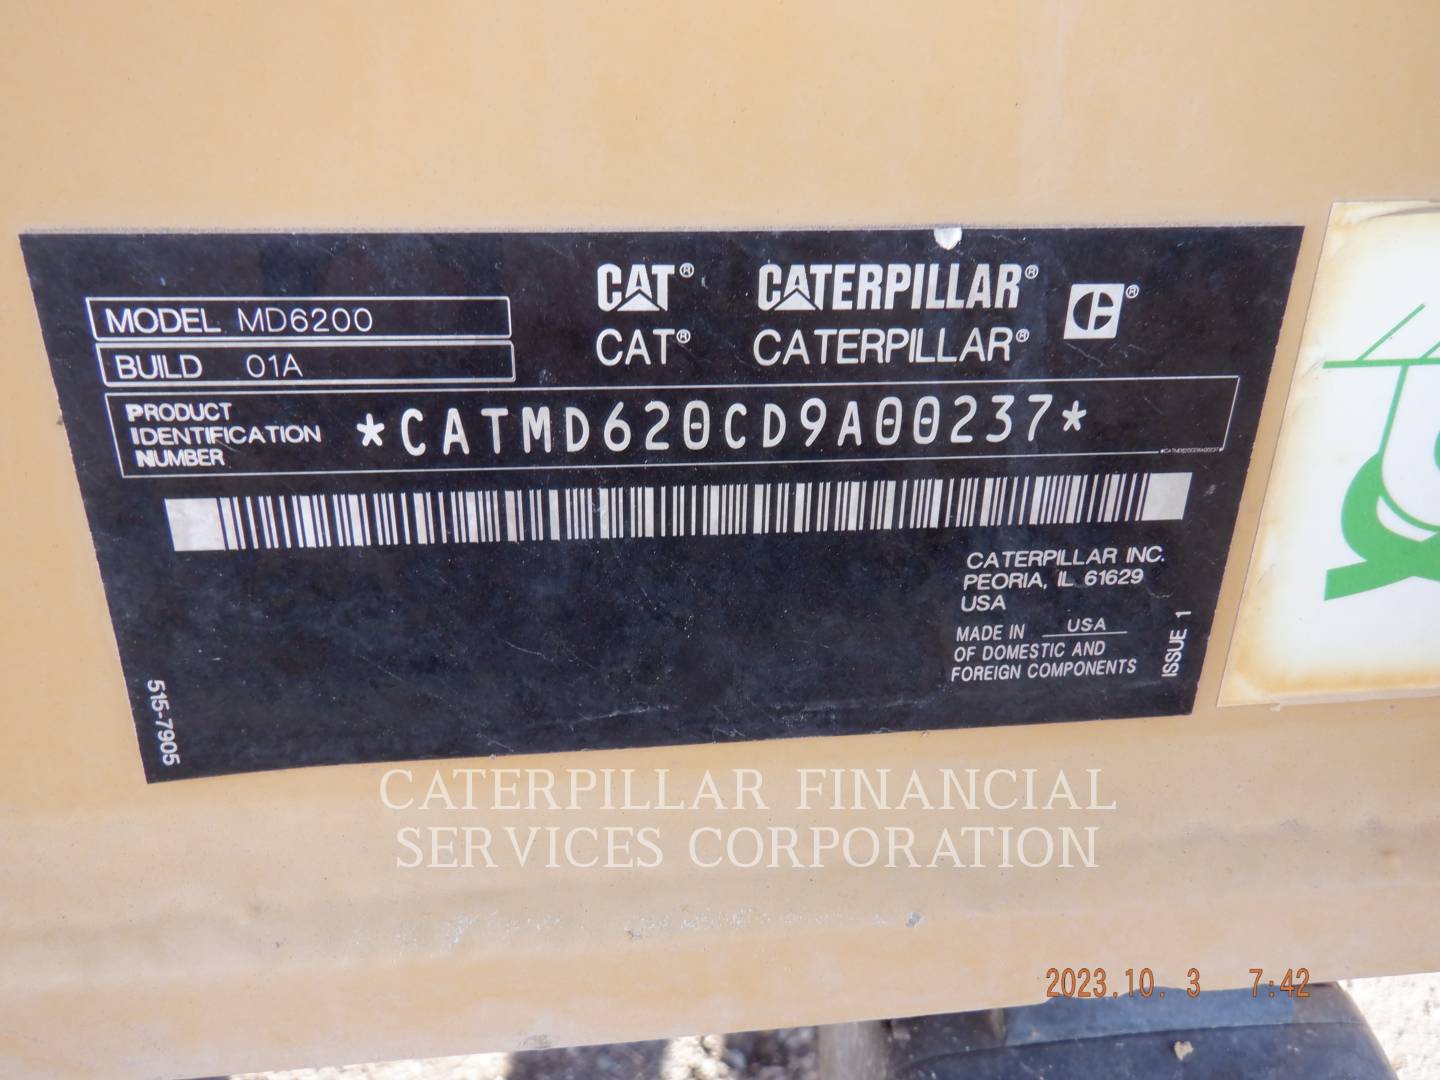 CAT® CATERPILLAR® ®
CAT® CATERPILLAR®
MODEL MD6200
BUILD 01A
PRODUCT
IDENTIFICATION
NUMBER
*CATMD620CD9A00237*
*CATMD620CD9A00237*
CATERPILLAR INC.
PEORIA, IL 61629
USA
MADE IN USA
OF DOMESTIC AND
FOREIGN COMPONENTS
ISSUE 1
515-7905
CATERPILLAR FINANCIAL
SERVICES CORPORATION
2023.10. 3 7:42